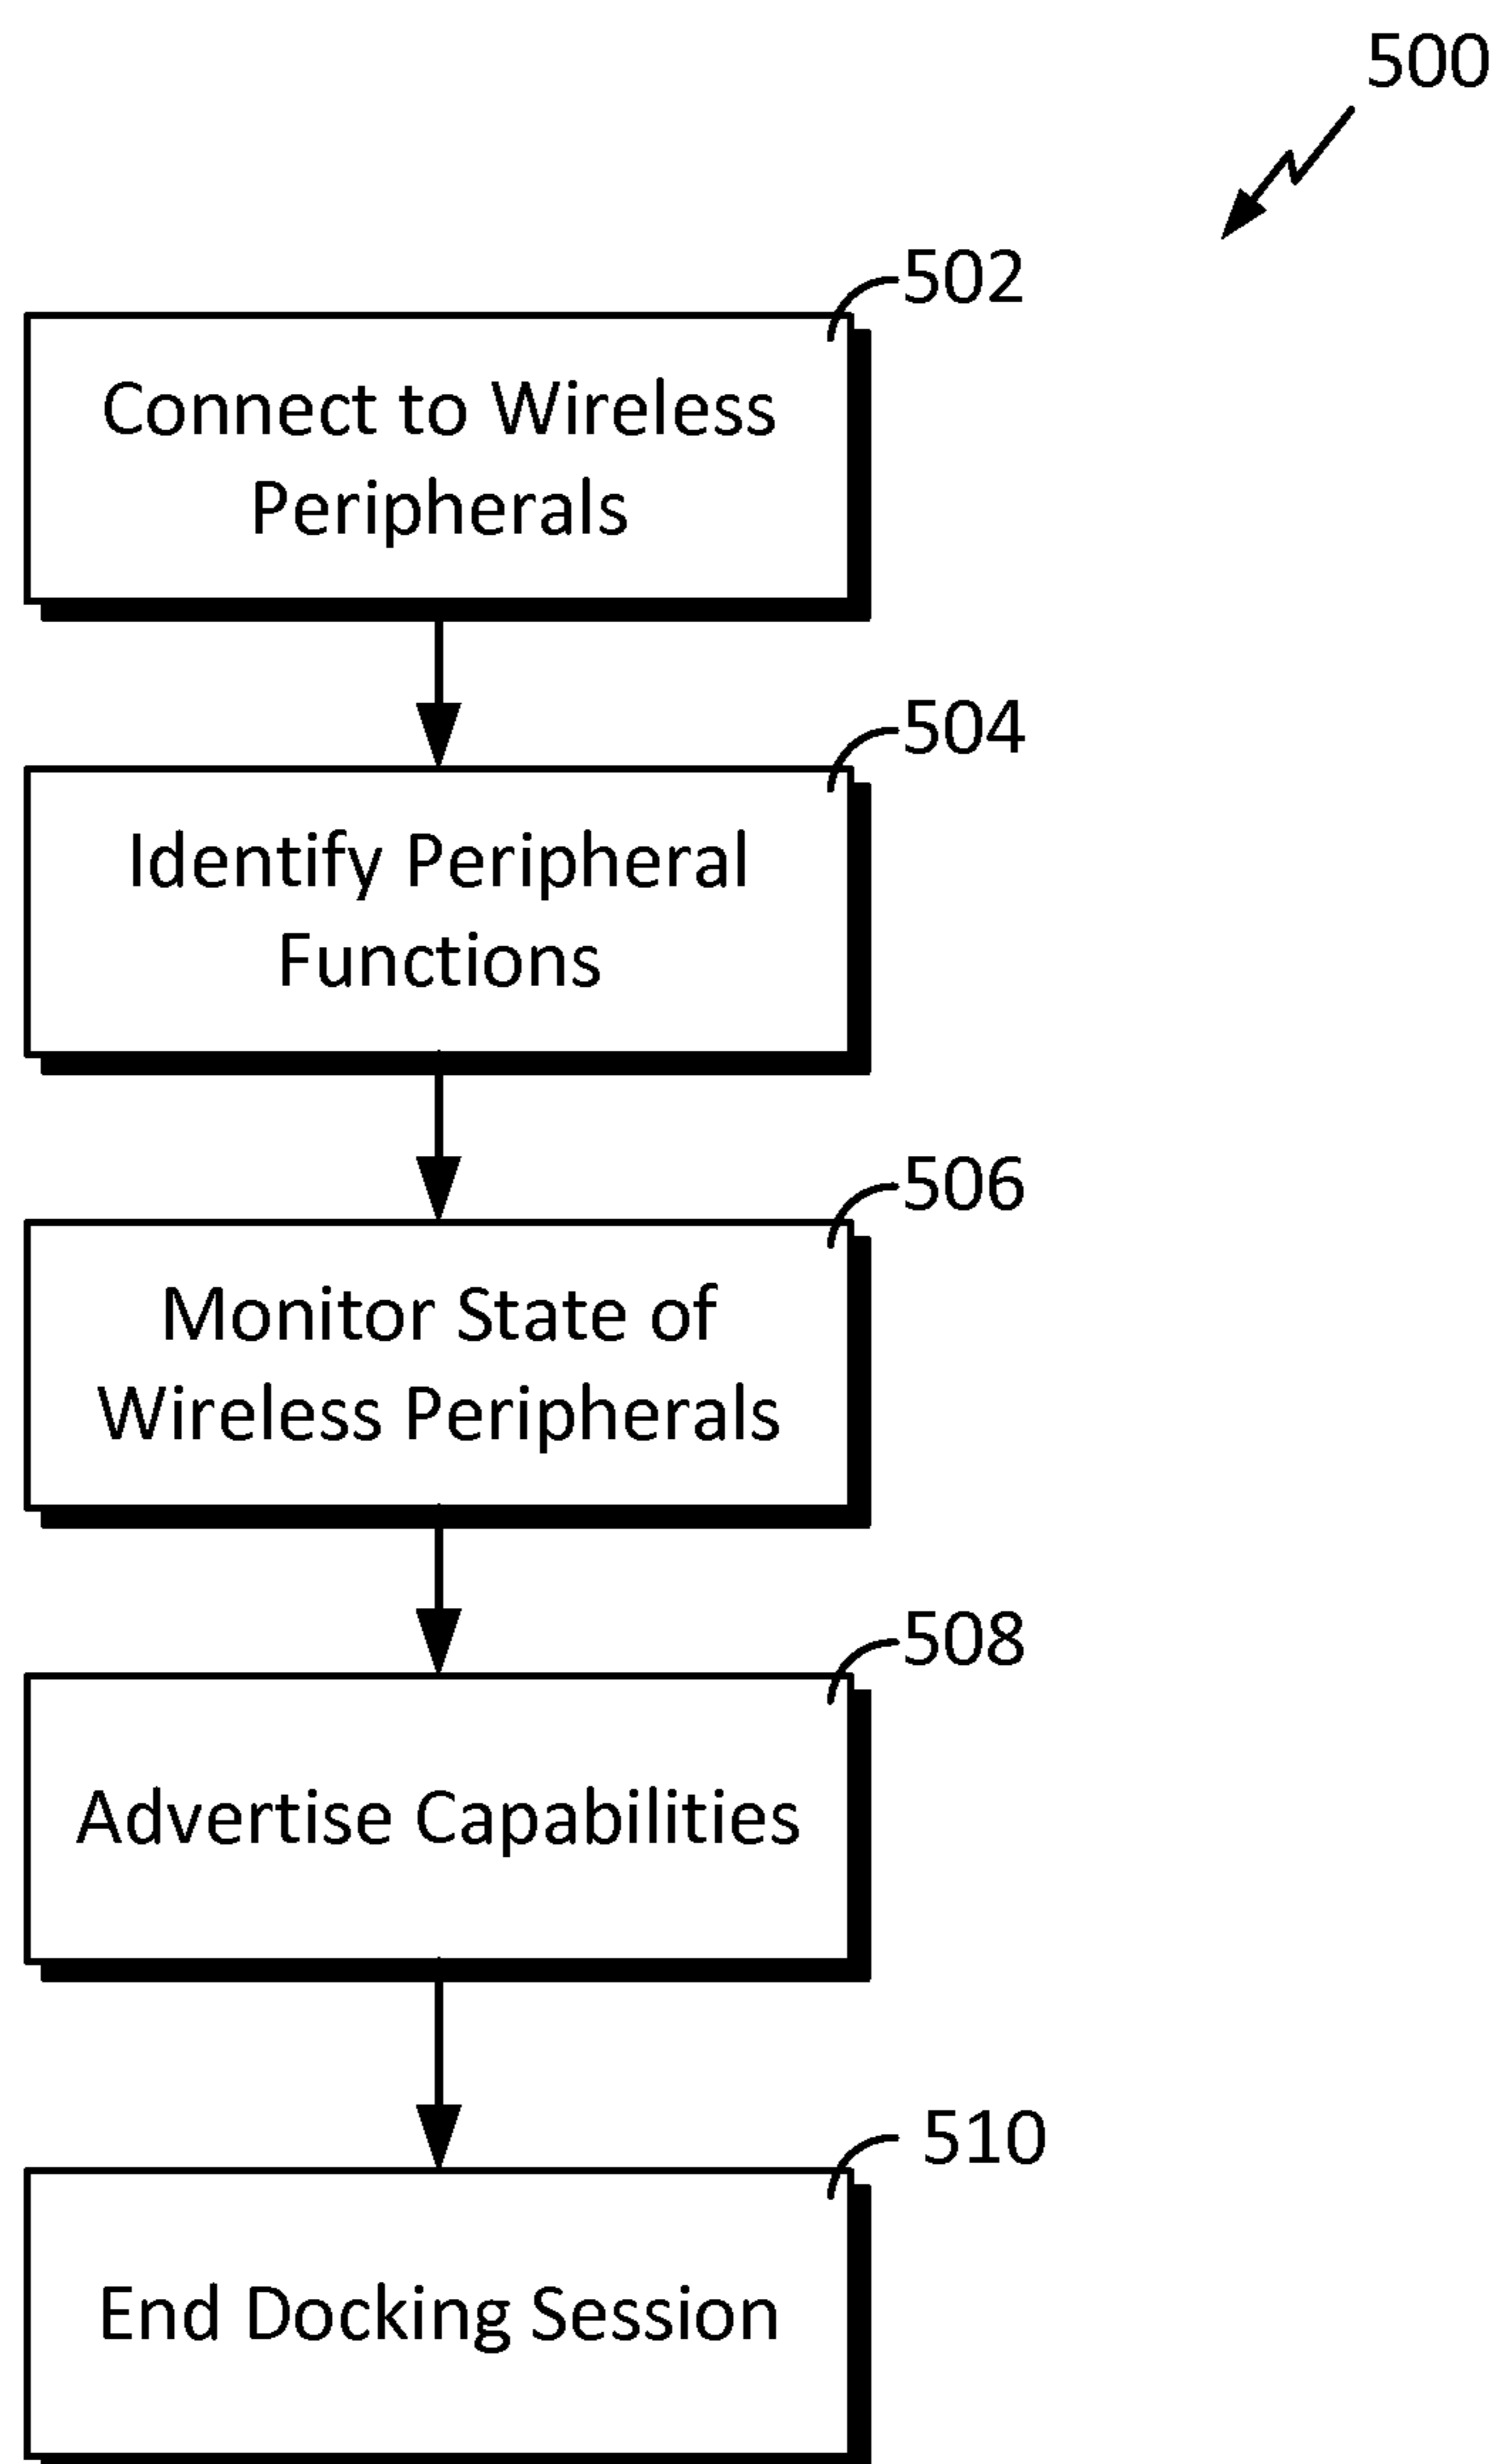 500
502
Connect to Wireless
Peripherals
504
Identify Peripheral
Functions
506
Monitor State of
Wireless Peripherals
508
Advertise Capabilities
510
End Docking Session